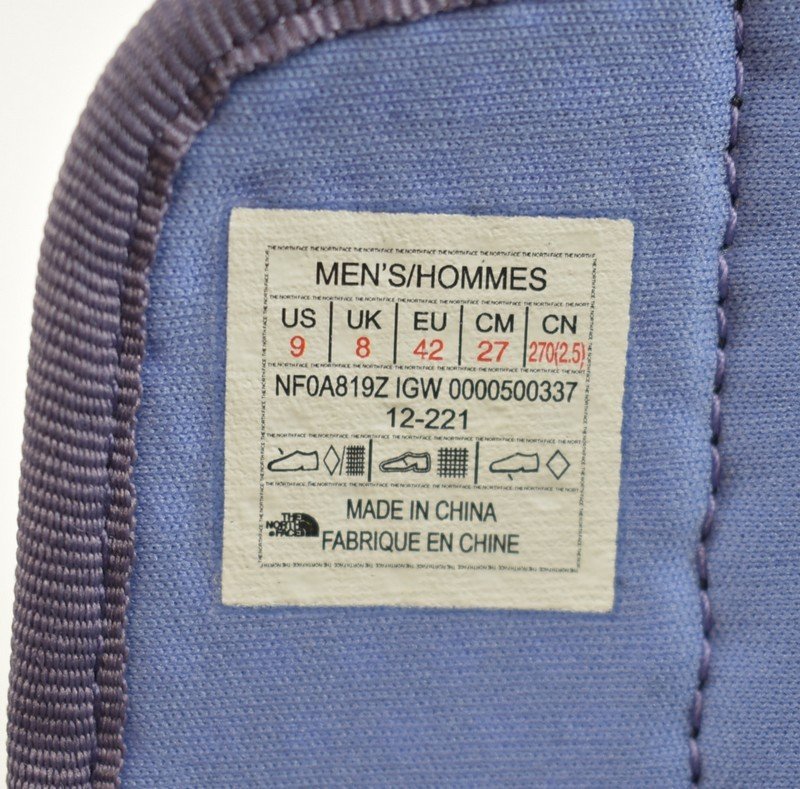 MEN'S/HOMMES
US UK EU CM CN
9 8 42 27 270(2.5)
NF0A819Z IGW 0000500337
12-221
THE NORTH FACE
MADE IN CHINA
FABRIQUE EN CHINE